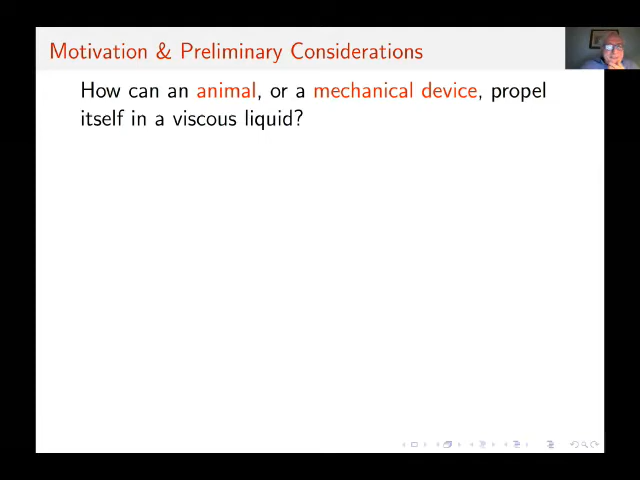 Motivation & Preliminary Considerations
How can an animal, or a mechanical device, propel
itself in a viscous liquid?